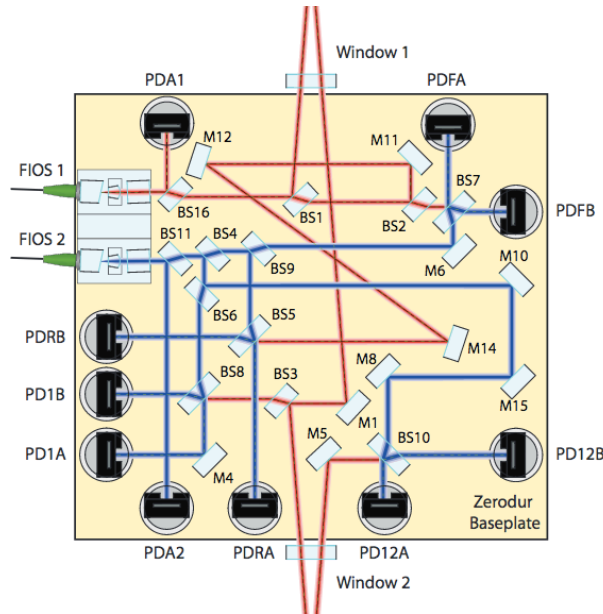 Window 1
PDA1
PDFA
M12
M11
FIOS 1
BS7
BS16
BS1
BS2
PDFB
FIOS 2
BS11
BS4
BS9
M6
M10
BS6
PDRB
BS5
M14
M8
PD1B
BS8
BS3
M15
M1
M5
BS10
PD1A
M4
PD12B
Zerodur
Baseplate
PDA2
PDRA
PD12A
Window 2